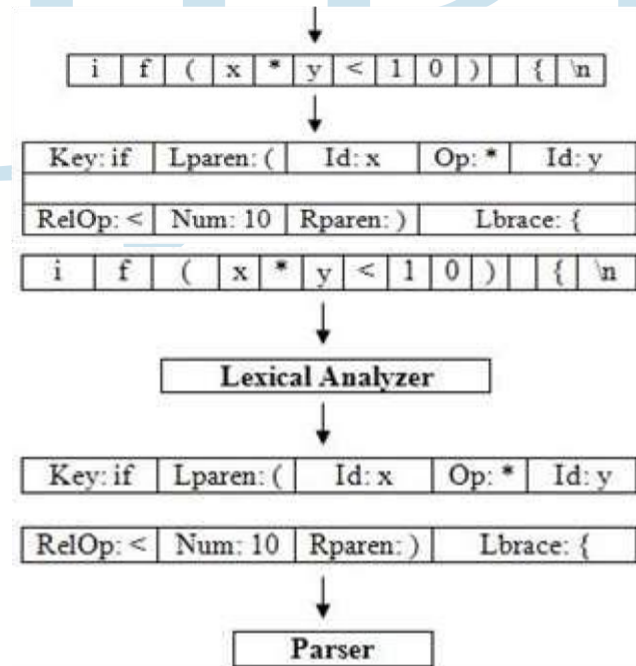 i f ( x * y < 1 0 ) { \n
Key: if Lparen: ( Id: x Op: * Id: y
RelOp: < Num: 10 Rparen: ) Lbrace: {
i f ( x * y < 1 0 ) { \n
Lexical Analyzer
Key: if Lparen: ( Id: x Op: * Id: y
RelOp: < Num: 10 Rparen: ) Lbrace: {
Parser